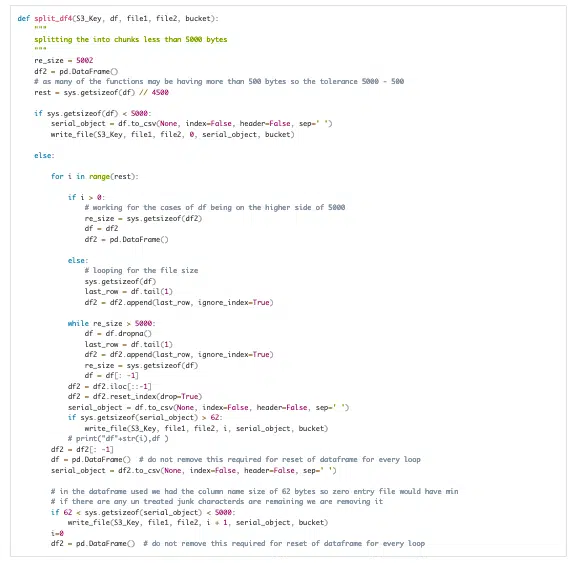 def split_df4(S3_Key, df, file1, file2, bucket):
"""
splitting the into chunks less than 5000 bytes
"""
re_size = 5002
df2 = pd.DataFrame()
# as many of the functions may be having more than 500 bytes so the tolerance 5000 - 500
rest = sys.getsizeof(df) // 4500
if sys.getsizeof(df) < 5000:
serial_object = df.to_csv(None, index=False, header=False, sep=' ')
write_file(S3_Key, file1, file2, 0, serial_object, bucket)
else:
for i in range(rest):
if i > 0:
# working for the cases of df being on the higher side of 5000
re_size = sys.getsizeof(df2)
df = df2
df2 = pd.DataFrame()
else:
# looping for the file size
sys.getsizeof(df)
last_row = df.tail(1)
df2 = df2.append(last_row, ignore_index=True)
while re_size > 5000:
df = df.dropna()
last_row = df.tail(1)
df2 = df2.append(last_row, ignore_index=True)
re_size = sys.getsizeof(df)
df = df[: -1]
df2 = df2.iloc[::-1]
df2 = df2.reset_index(drop=True)
serial_object = df.to_csv(None, index=False, header=False, sep=' ')
if sys.getsizeof(serial_object) > 62:
write_file(S3_Key, file1, file2, i, serial_object, bucket)
# print("df"+str(i),df )
df2 = df2[: -1]
df = pd.DataFrame()  # do not remove this required for reset of dataframe for every loop
serial_object = df2.to_csv(None, index=False, header=False, sep=' ')
# in the dataframe used we had the column name size of 62 bytes so zero entry file would have min
# if there are any un treated junk characterds are remaining we are removing it
if 62 < sys.getsizeof(serial_object) < 5000:
write_file(S3_Key, file1, file2, i + 1, serial_object, bucket)
i=0
df2 = pd.DataFrame()  # do not remove this required for reset of dataframe for every loop